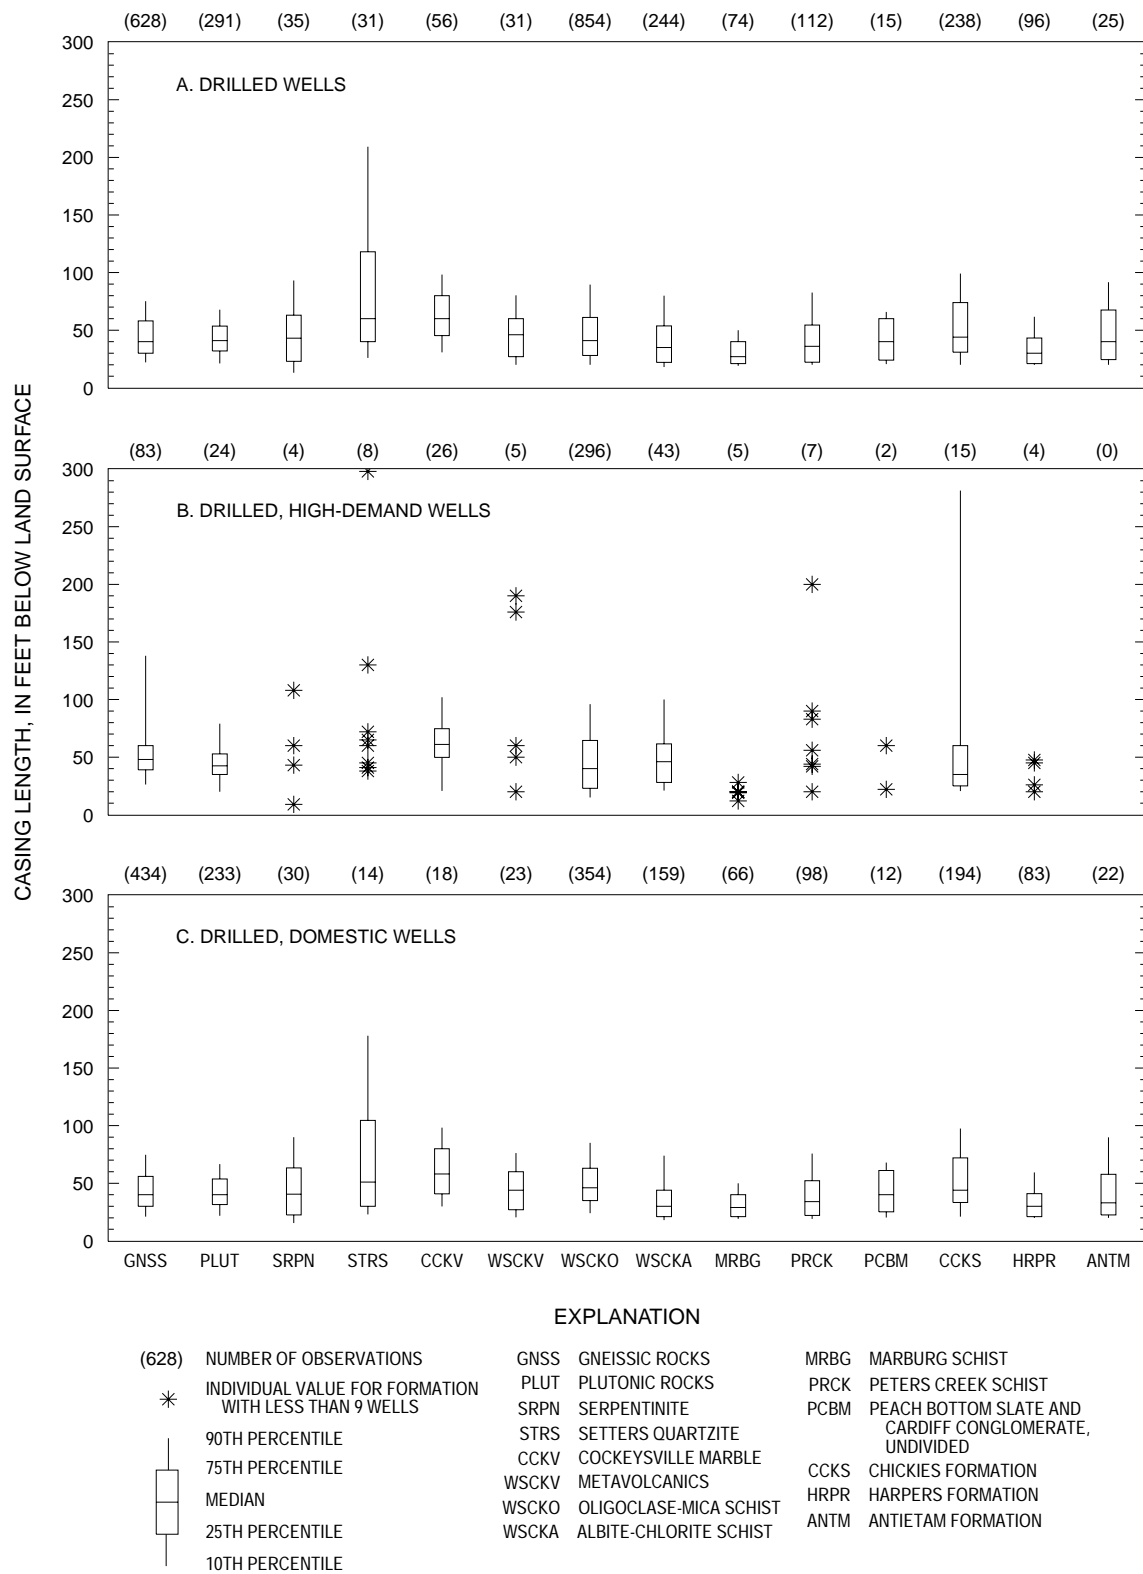 (628) (291) (35) (31) (56) (31) (854) (244) (74) (112) (15) (238) (96) (25)
300
A. DRILLED WELLS
250
200
150
100
50
0
CASING LENGTH, IN FEET BELOW LAND SURFACE
(83) (24) (4) (8) (26) (5) (296) (43) (5) (7) (2) (15) (4) (0)
300
B. DRILLED, HIGH-DEMAND WELLS
250
200
150
100
50
0
(434) (233) (30) (14) (18) (23) (354) (159) (66) (98) (12) (194) (83) (22)
300
C. DRILLED, DOMESTIC WELLS
250
200
150
100
50
0
GNSS PLUT SRPN STRS CCKV WSCKV WSCKO WSCKA MRBG PRCK PCBM CCKS HRPR ANTM
EXPLANATION
(628) NUMBER OF OBSERVATIONS
INDIVIDUAL VALUE FOR FORMATION
WITH LESS THAN 9 WELLS
90TH PERCENTILE
75TH PERCENTILE
MEDIAN
25TH PERCENTILE
10TH PERCENTILE
GNSS GNEISSIC ROCKS
PLUT PLUTONIC ROCKS
SRPN SERPENTINITE
STRS SETTERS QUARTZITE
CCKV COCKEYSVILLE MARBLE
WSCKV METAVOLCANICS
WSCKO OLIGOCLASE-MICA SCHIST
WSCKA ALBITE-CHLORITE SCHIST
MRBG MARBURG SCHIST
PRCK PETERS CREEK SCHIST
PCBM PEACH BOTTOM SLATE AND
CARDIFF CONGLOMERATE,
UNDIVIDED
CCKS CHICKIES FORMATION
HRPR HARPERS FORMATION
ANTM ANTIETAM FORMATION